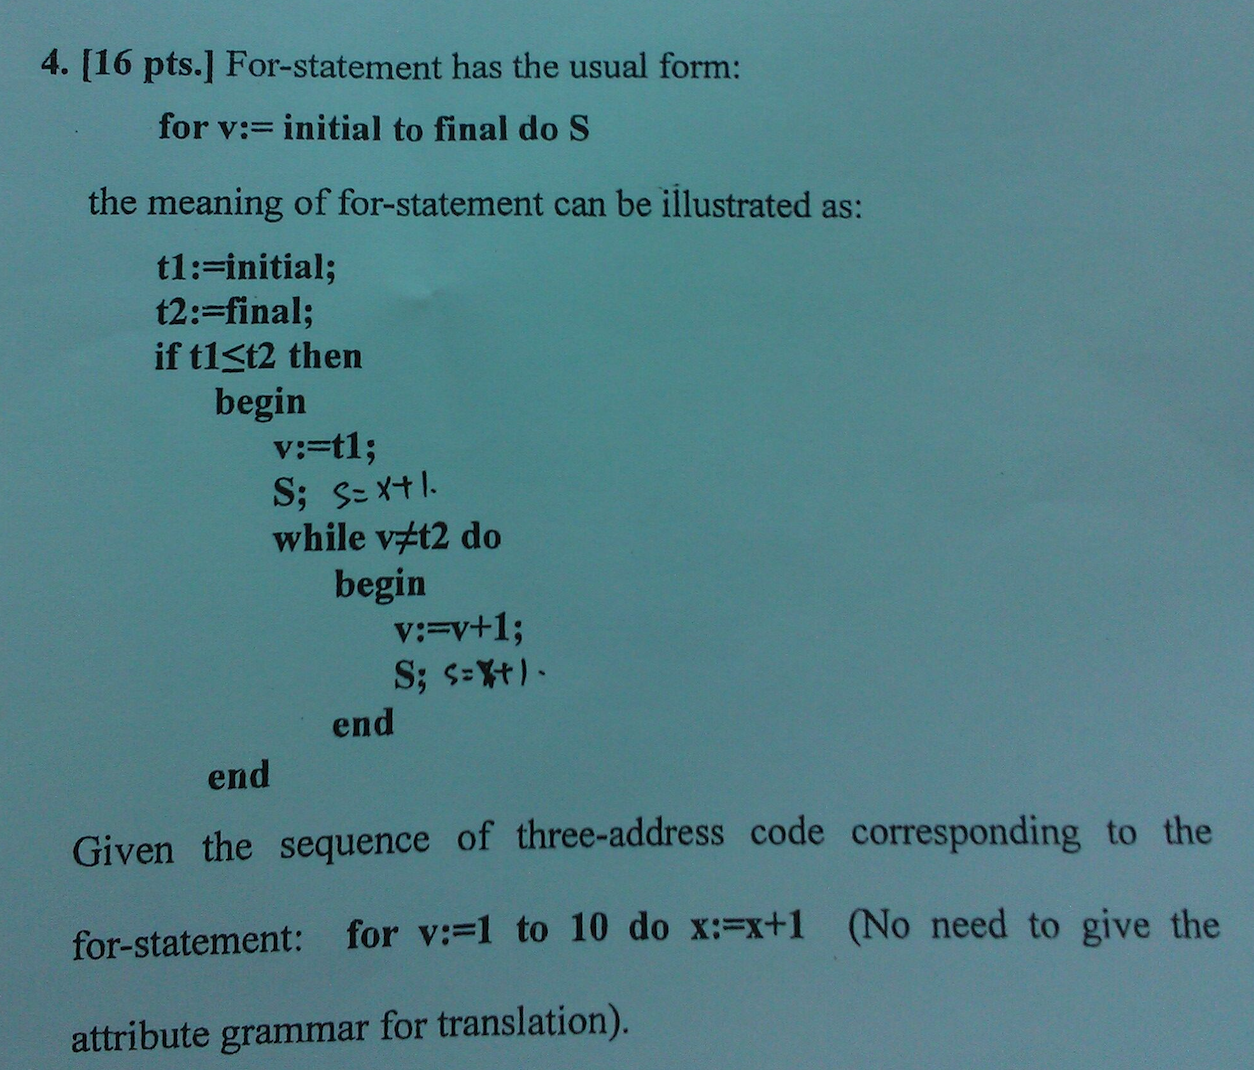 4. [16 pts.] For-statement has the usual form:
for v:= initial to final do S
the meaning of for-statement can be illustrated as:
t1:=initial;
t2:=final;
if t1≤t2 then
begin
v:=t1;
S; S=x+1.
while v≠t2 do
begin
v:=v+1;
S; S=x+1.
end
end
Given the sequence of three-address code corresponding to the
for-statement: for v:=1 to 10 do x:=x+1 (No need to give the
attribute grammar for translation).